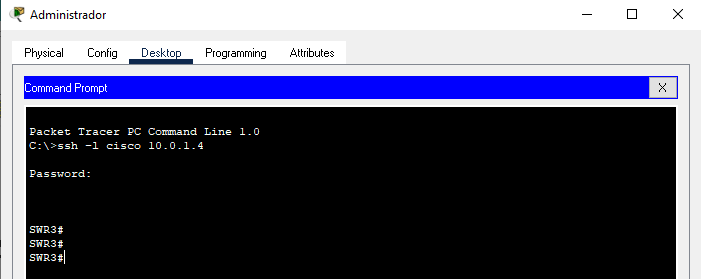 Administrador
Physical Config Desktop Programming Attributes
Command Prompt X
Packet Tracer PC Command Line 1.0
C:\>ssh -l cisco 10.0.1.4
Password:
SWR3#
SWR3#
SWR3#